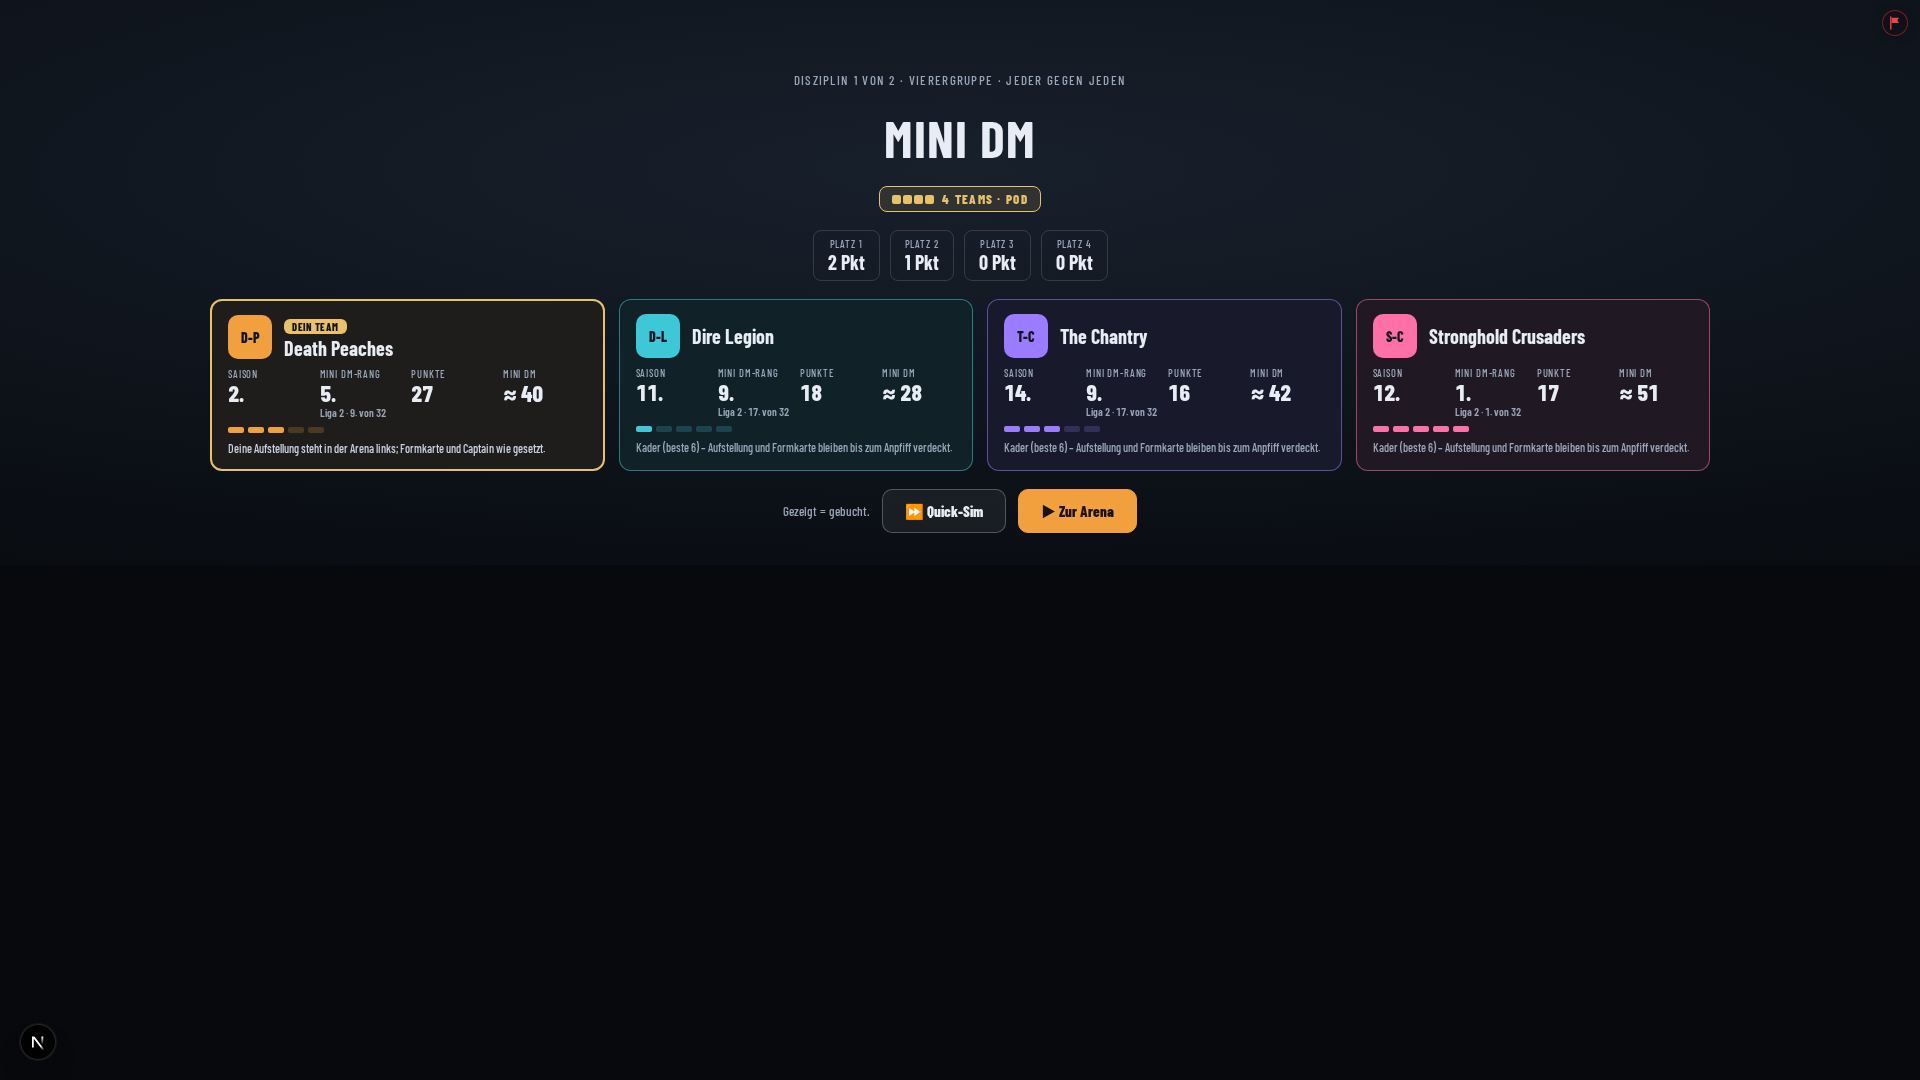 DISZIPLIN 1 VON 2 · VIERERGRUPPE · JEDER GEGEN JEDEN
MINI DM
4 TEAMS · POD
PLATZ 1
2 Pkt
PLATZ 2
1 Pkt
PLATZ 3
0 Pkt
PLATZ 4
0 Pkt
D-P
DEIN TEAM
Death Peaches
SAISON
2.
MINI DM-RANG
5.
Liga 2 · 9. von 32
PUNKTE
27
MINI DM
≈ 40
Deine Aufstellung steht in der Arena links; Formkarte und Captain wie gesetzt.
D-L
Dire Legion
SAISON
11.
MINI DM-RANG
9.
Liga 2 · 17. von 32
PUNKTE
18
MINI DM
≈ 28
Kader (beste 6) – Aufstellung und Formkarte bleiben bis zum Anpfiff verdeckt.
T-C
The Chantry
SAISON
14.
MINI DM-RANG
9.
Liga 2 · 17. von 32
PUNKTE
16
MINI DM
≈ 42
Kader (beste 6) – Aufstellung und Formkarte bleiben bis zum Anpfiff verdeckt.
S-C
Stronghold Crusaders
SAISON
12.
MINI DM-RANG
1.
Liga 2 · 1. von 32
PUNKTE
17
MINI DM
≈ 51
Kader (beste 6) – Aufstellung und Formkarte bleiben bis zum Anpfiff verdeckt.
Gezeigt = gebucht.
⏩ Quick-Sim
▶ Zur Arena
N